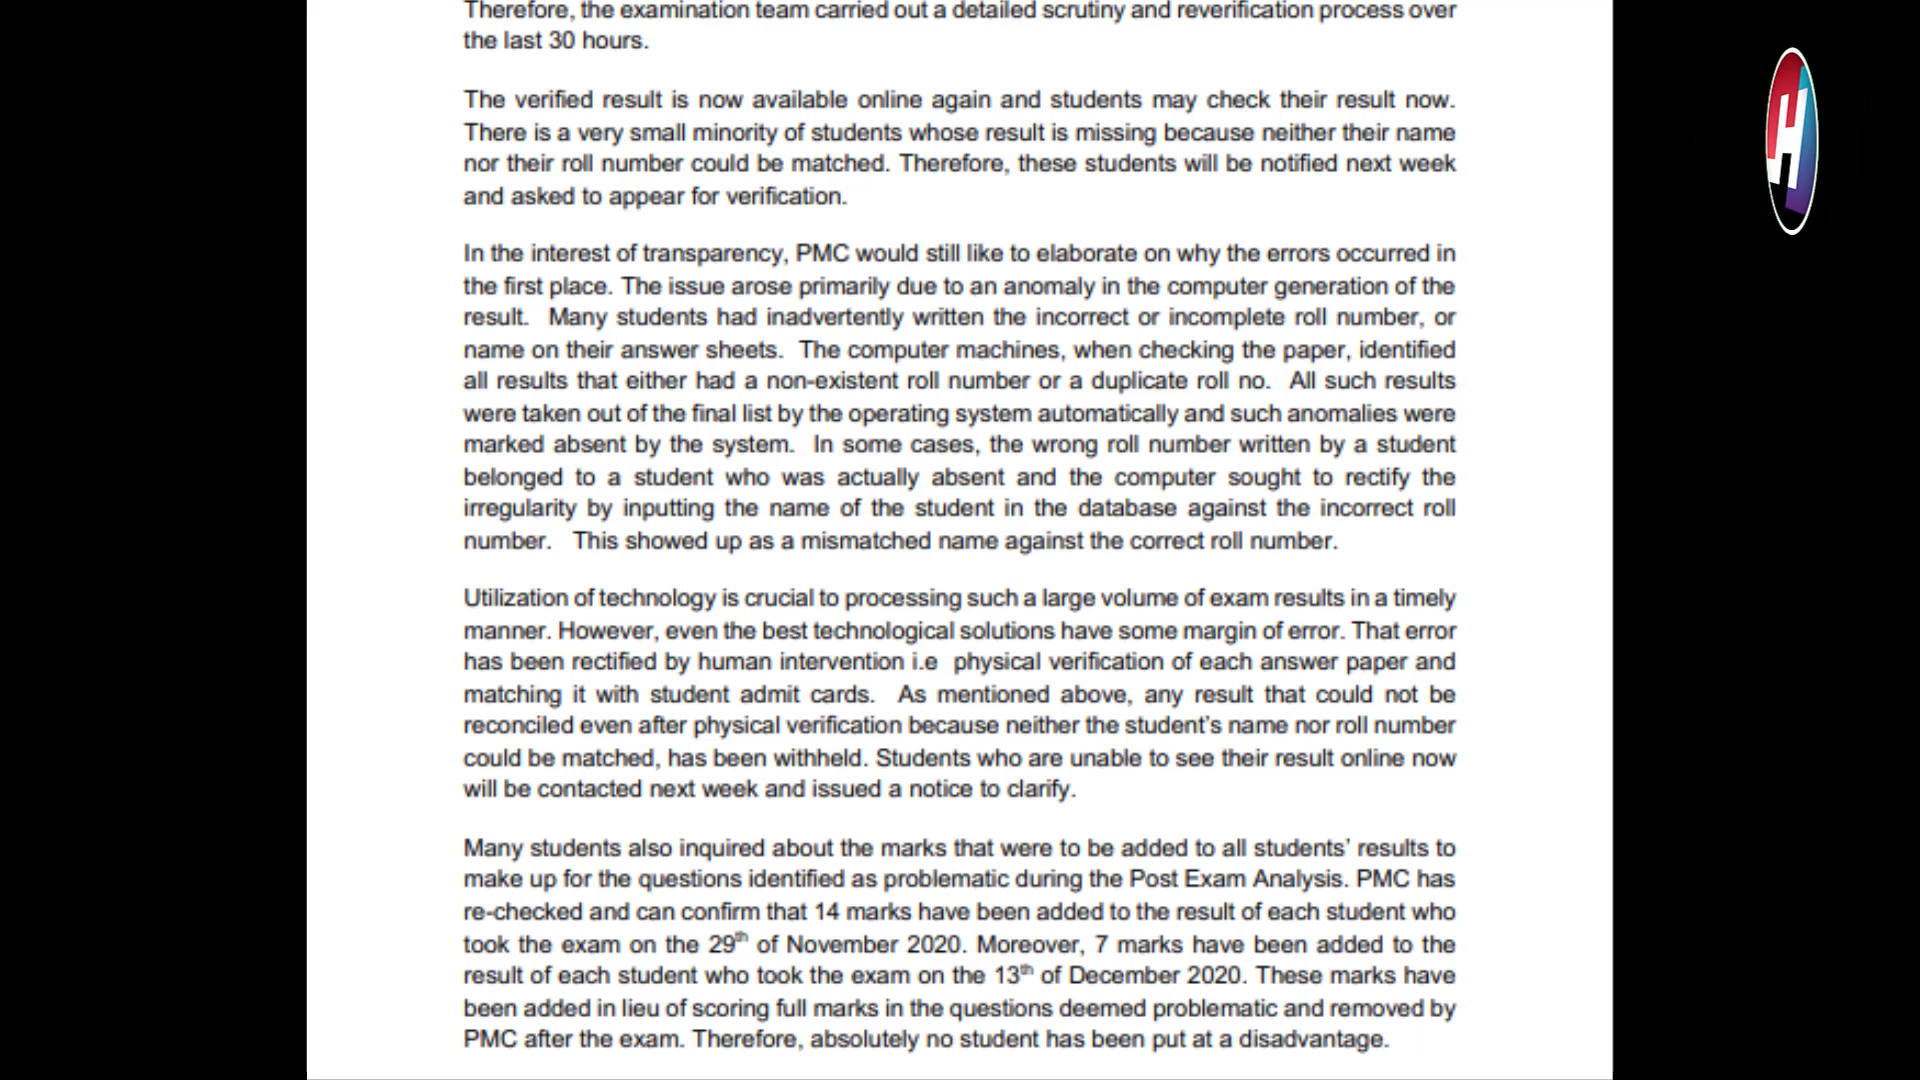 Therefore, the examination team carried out a detailed scrutiny and reverification process over
the last 30 hours.
The verified result is now available online again and students may check their result now.
There is a very small minority of students whose result is missing because neither their name
nor their roll number could be matched. Therefore, these students will be notified next week
and asked to appear for verification.
In the interest of transparency, PMC would still like to elaborate on why the errors occurred in
the first place. The issue arose primarily due to an anomaly in the computer generation of the
result. Many students had inadvertently written the incorrect or incomplete roll number, or
name on their answer sheets. The computer machines, when checking the paper, identified
all results that either had a non-existent roll number or a duplicate roll no. All such results
were taken out of the final list by the operating system automatically and such anomalies were
marked absent by the system. In some cases, the wrong roll number written by a student
belonged to a student who was actually absent and the computer sought to rectify the
irregularity by inputting the name of the student in the database against the incorrect roll
number. This showed up as a mismatched name against the correct roll number.
Utilization of technology is crucial to processing such a large volume of exam results in a timely
manner. However, even the best technological solutions have some margin of error. That error
has been rectified by human intervention i.e physical verification of each answer paper and
matching it with student admit cards. As mentioned above, any result that could not be
reconciled even after physical verification because neither the student's name nor roll number
could be matched, has been withheld. Students who are unable to see their result online now
will be contacted next week and issued a notice to clarify.
Many students also inquired about the marks that were to be added to all students' results to
make up for the questions identified as problematic during the Post Exam Analysis. PMC has
re-checked and can confirm that 14 marks have been added to the result of each student who
took the exam on the 29th of November 2020. Moreover, 7 marks have been added to the
result of each student who took the exam on the 13th of December 2020. These marks have
been added in lieu of scoring full marks in the questions deemed problematic and removed by
PMC after the exam. Therefore, absolutely no student has been put at a disadvantage.
H